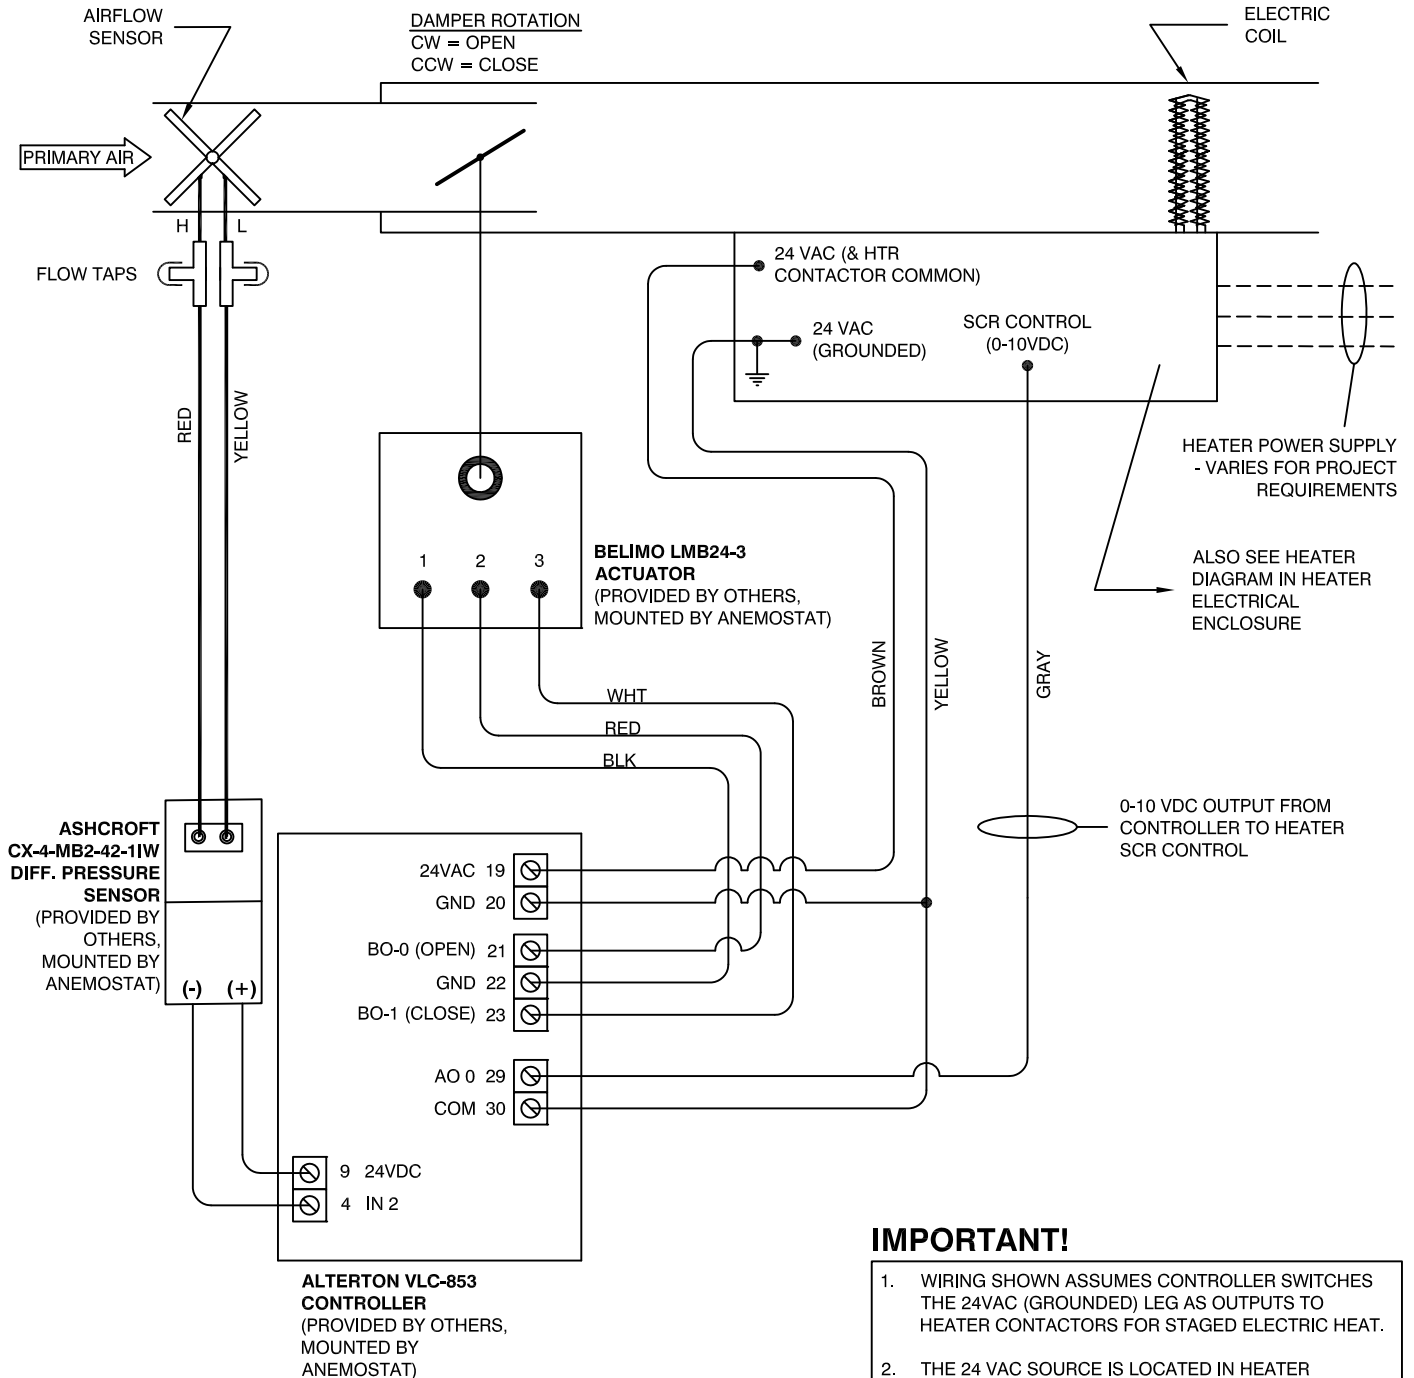 AIRFLOW
SENSOR
DAMPER ROTATION
CW = OPEN
CCW = CLOSE
ELECTRIC
COIL
PRIMARY AIR
H
L
FLOW TAPS
24 VAC (& HTR
CONTACTOR COMMON)
24 VAC
(GROUNDED)
SCR CONTROL
(0-10VDC)
RED
YELLOW
HEATER POWER SUPPLY
- VARIES FOR PROJECT
REQUIREMENTS
1
2
3
BELIMO LMB24-3
ACTUATOR
(PROVIDED BY OTHERS,
MOUNTED BY ANEMOSTAT)
ALSO SEE HEATER
DIAGRAM IN HEATER
ELECTRICAL
ENCLOSURE
BROWN
YELLOW
GRAY
WHT
RED
BLK
0-10 VDC OUTPUT FROM
CONTROLLER TO HEATER
SCR CONTROL
ASHCROFT
CX-4-MB2-42-1IW
DIFF. PRESSURE
SENSOR
(PROVIDED BY
OTHERS,
MOUNTED BY
ANEMOSTAT)
(-) (+)
24VAC 19
GND 20
BO-0 (OPEN) 21
GND 22
BO-1 (CLOSE) 23
AO 0 29
COM 30
9 24VDC
4 IN 2
ALTERTON VLC-853
CONTROLLER
(PROVIDED BY OTHERS,
MOUNTED BY
ANEMOSTAT)
IMPORTANT!
1. WIRING SHOWN ASSUMES CONTROLLER SWITCHES
THE 24VAC (GROUNDED) LEG AS OUTPUTS TO
HEATER CONTACTORS FOR STAGED ELECTRIC HEAT.
2. THE 24 VAC SOURCE IS LOCATED IN HEATER